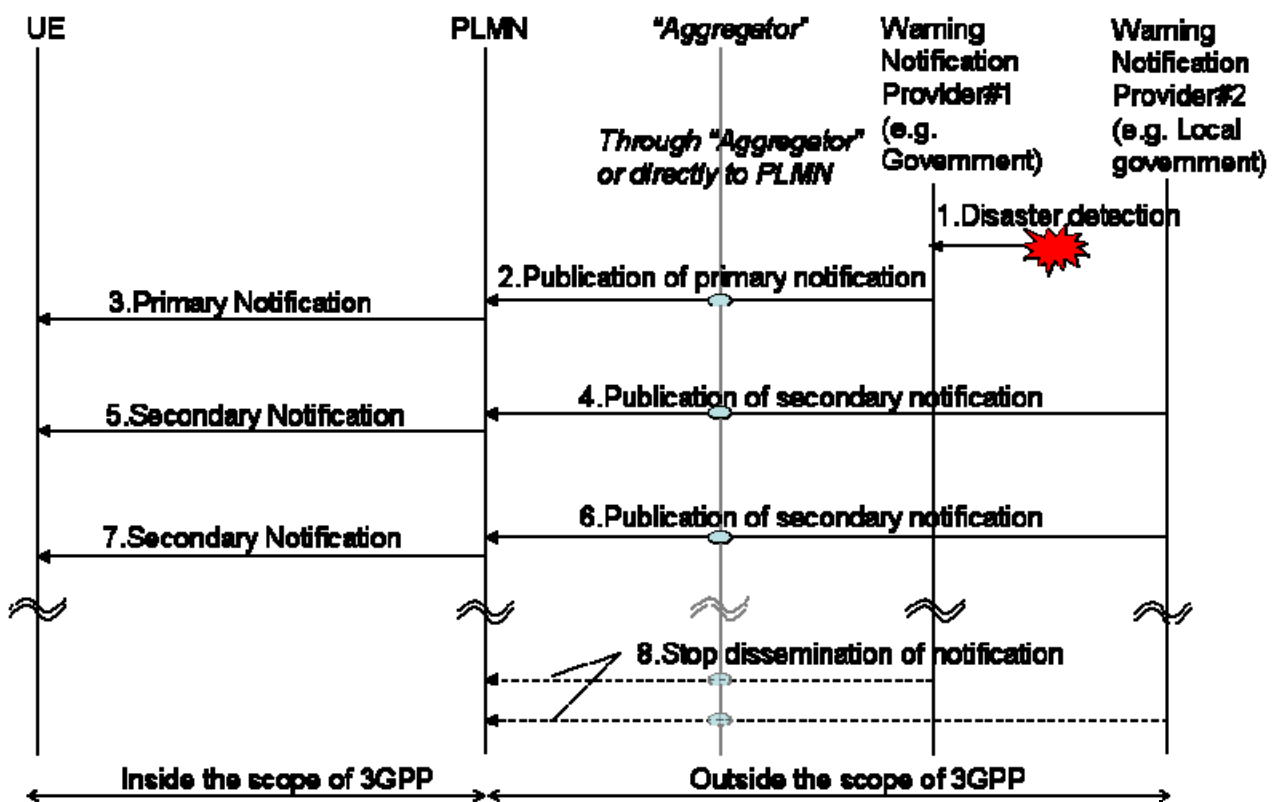 UE
PLMN
"Aggregator"
Warning
Notification
Provider#1
(e.g.
Government)
Warning
Notification
Provider#2
(e.g. Local
government)
Through "Aggregator"
or directly to PLMN
1.Disaster detection
2.Publication of primary notification
3.Primary Notification
4.Publication of secondary notification
5.Secondary Notification
6.Publication of secondary notification
7.Secondary Notification
8.Stop dissemination of notification
Inside the scope of 3GPP
Outside the scope of 3GPP